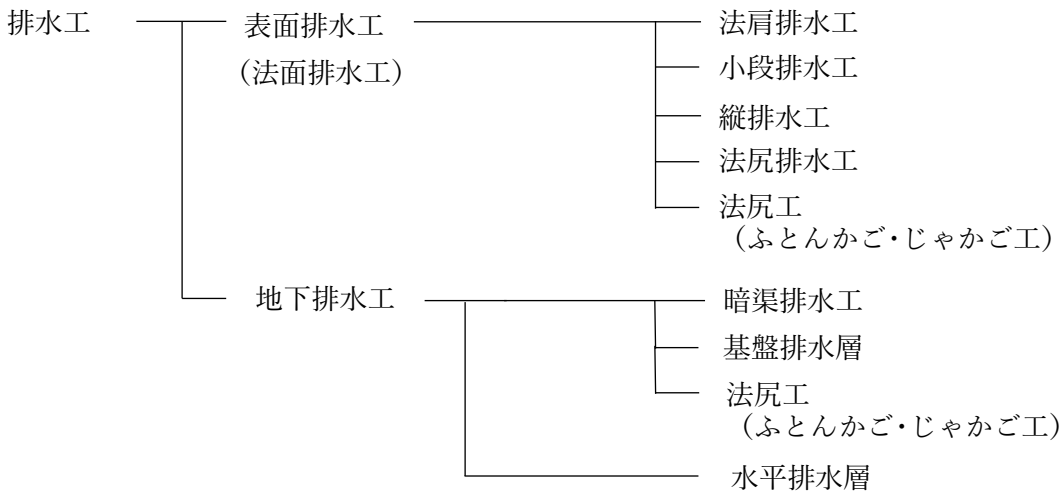 排水工
表面排水工
(法面排水工)
法肩排水工
小段排水工
縦排水工
法尻排水工
法尻工
(ふとんかご・じゃかご工)
地下排水工
暗渠排水工
基盤排水層
法尻工
(ふとんかご・じゃかご工)
水平排水層